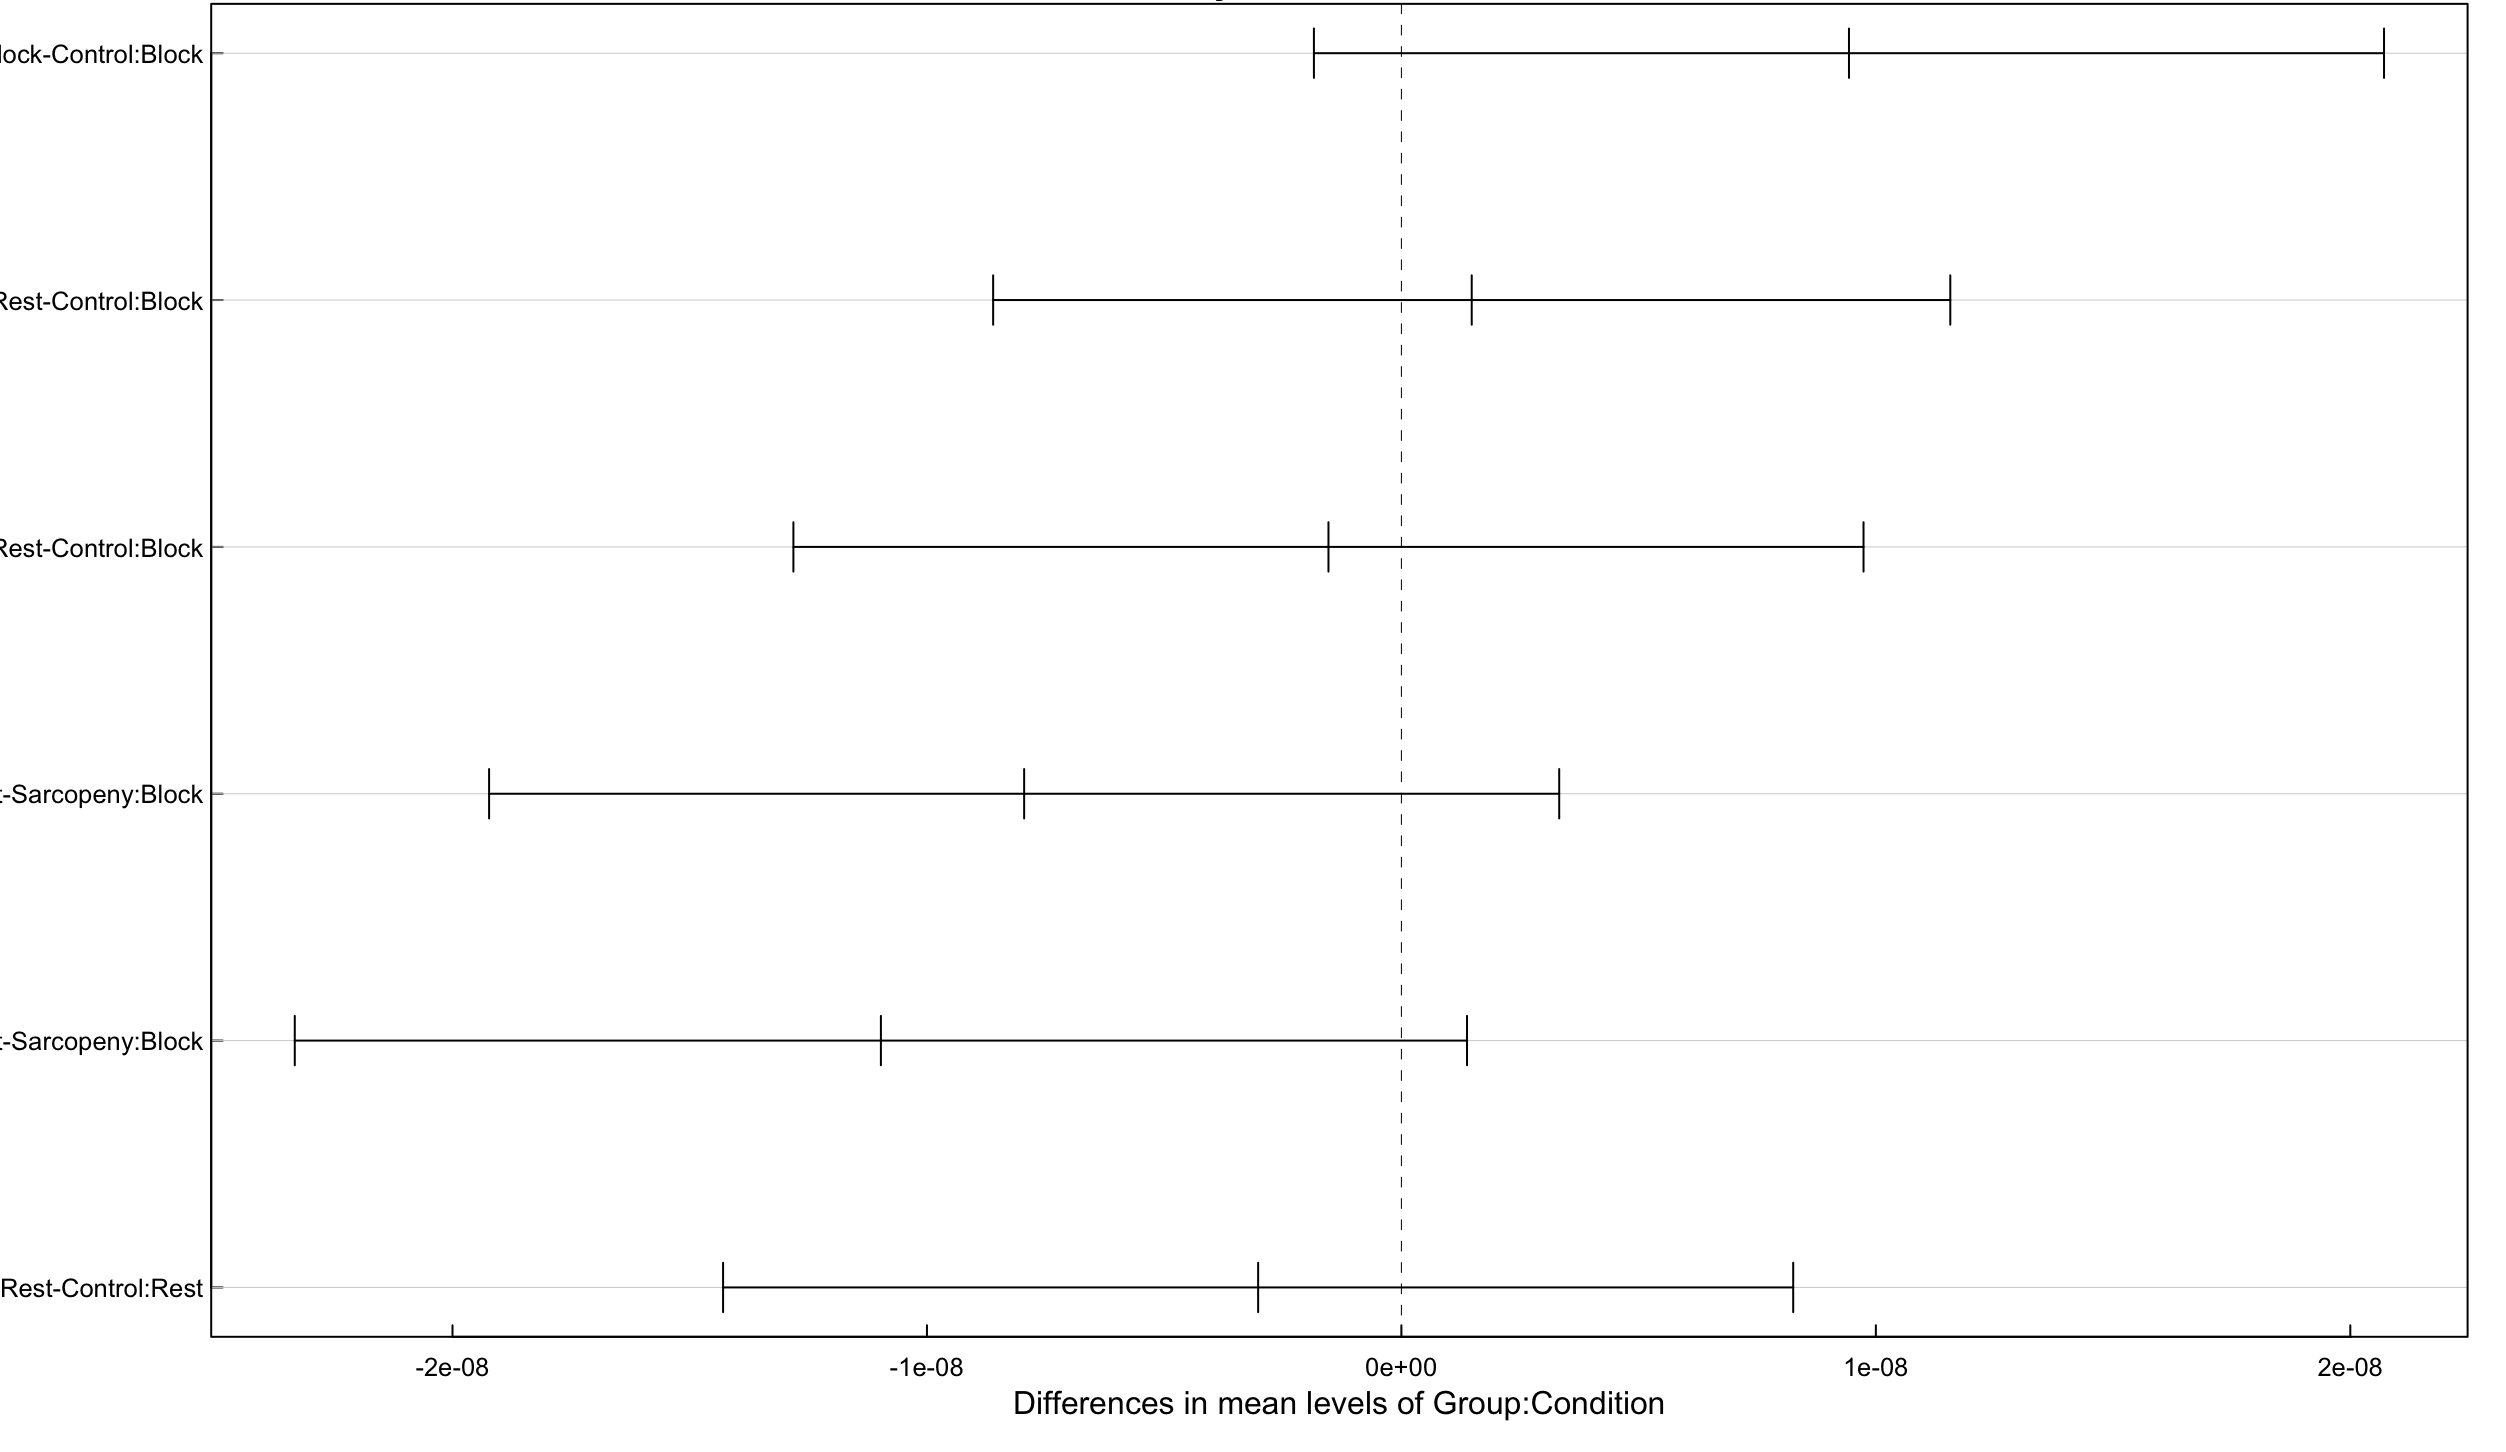 lock-Control:Block
Rest-Control:Block
Rest-Control:Block
t-Sarcopeny:Block
t-Sarcopeny:Block
Rest-Control:Rest
-2e-08 -1e-08 0e+00 1e-08 2e-08
Differences in mean levels of Group:Condition